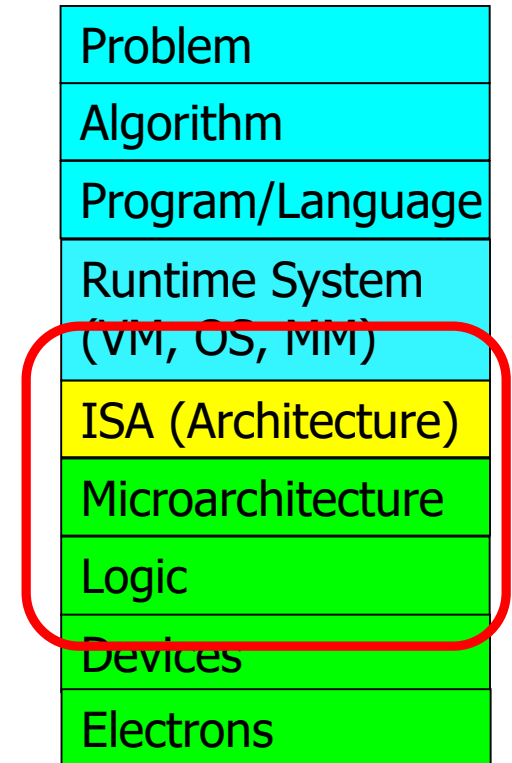 Problem
Algorithm
Program/Language
Runtime System
(VM, OS, MM)
ISA (Architecture)
Microarchitecture
Logic
Devices
Electrons